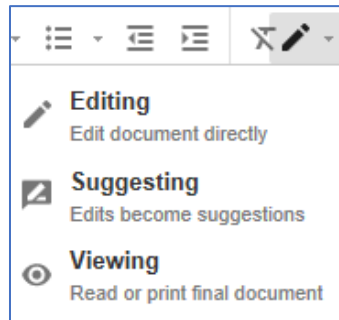 Editing
Edit document directly
Suggesting
Edits become suggestions
Viewing
Read or print final document